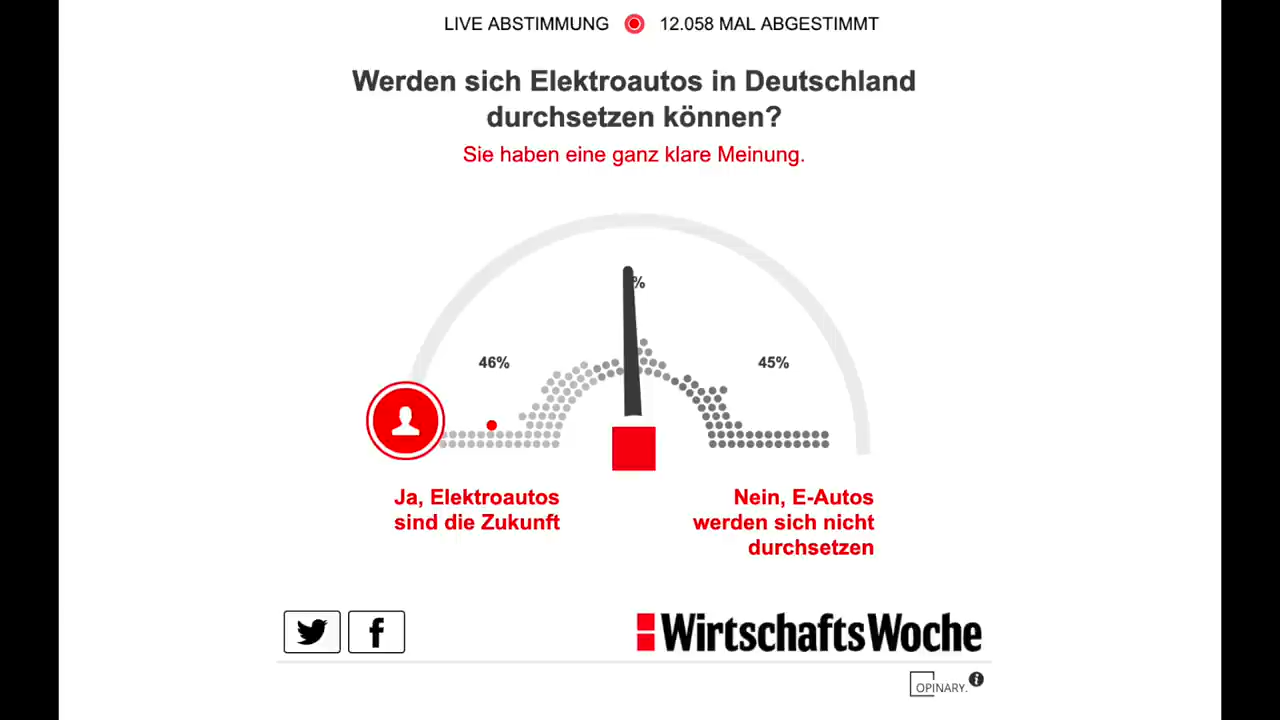 LIVE ABSTIMMUNG 12.058 MAL ABGESTIMMT
Werden sich Elektroautos in Deutschland
durchsetzen können?
Sie haben eine ganz klare Meinung.
%
46% 45%
Ja, Elektroautos
sind die Zukunft
Nein, E-Autos
werden sich nicht
durchsetzen
WirtschaftsWoche
OPINARY.